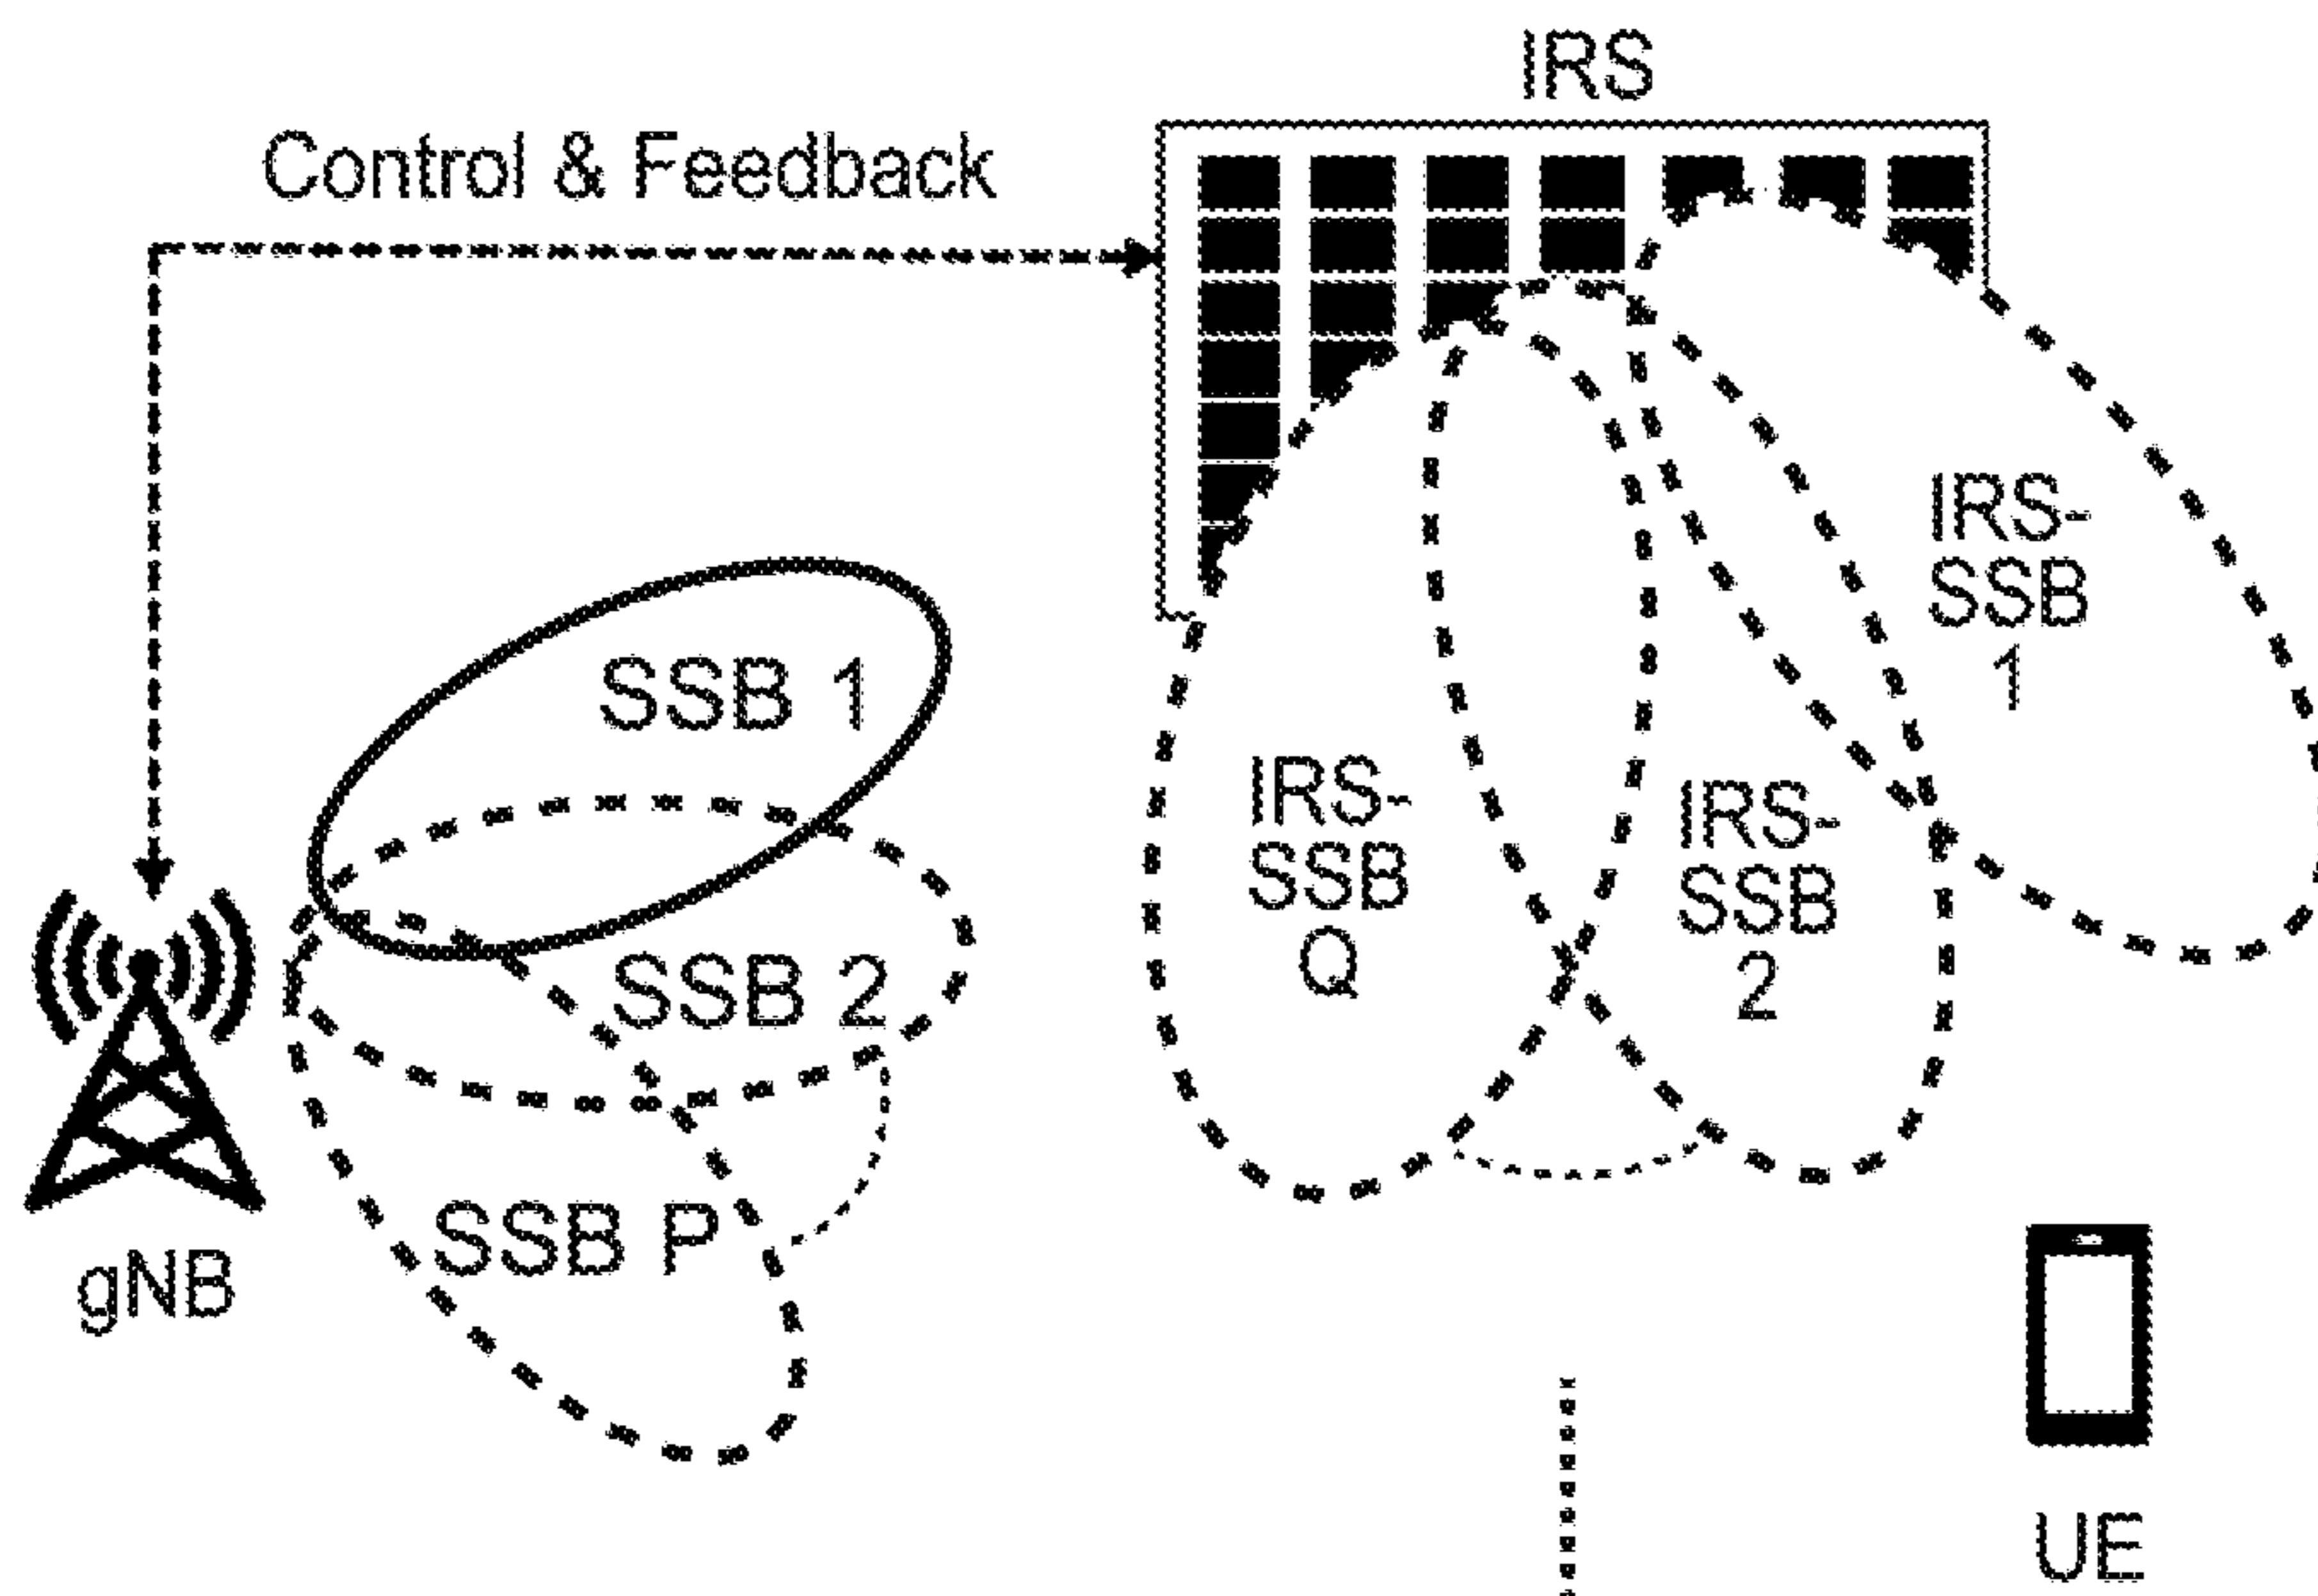 IRS
Control & Feedback
IRS-
SSB
1
SSB 1
IRS-
SSB
Q
IRS-
SSB
2
SSB 2
SSB P
gNB
UE